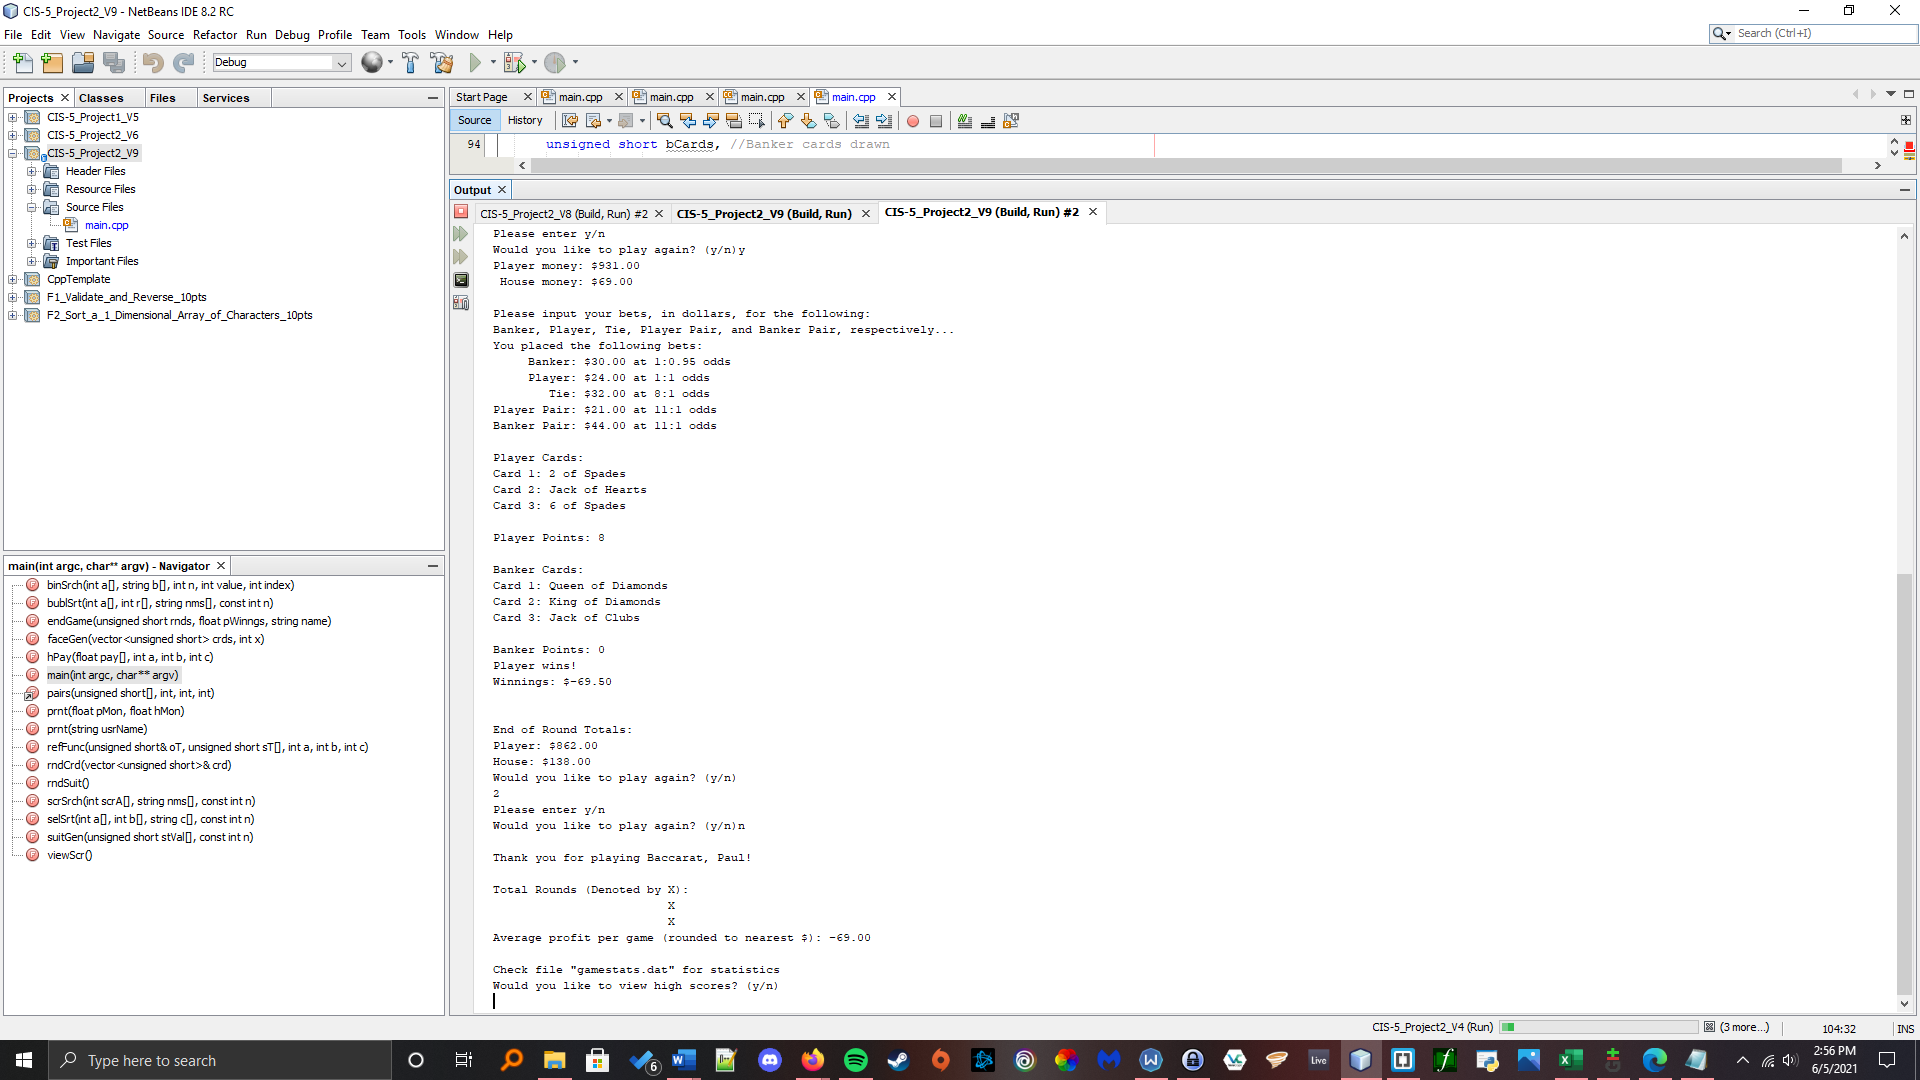 CIS-5_Project2_V9 - NetBeans IDE 8.2 RC
File Edit View Navigate Source Refactor Run Debug Profile Team Tools Window Help
Search (Ctrl+I)
Debug
Projects Classes Files Services
CIS-5_Project1_V5
CIS-5_Project2_V6
CIS-5_Project2_V9
Header Files
Resource Files
Source Files
main.cpp
Test Files
Important Files
CppTemplate
F1_Validate_and_Reverse_10pts
F2_Sort_a_1_Dimensional_Array_of_Characters_10pts
main(int argc, char** argv) - Navigator
binSrch(int a[], string b[], int n, int value, int index)
bublSrt(int a[], int r[], string nms[], const int n)
endGame(unsigned short rnds, float pWinngs, string name)
faceGen(vector<unsigned short> crds, int x)
hPay(float pay[], int a, int b, int c)
main(int argc, char** argv)
pairs(unsigned short[], int, int, int)
prnt(float pMon, float hMon)
prnt(string usrName)
refFunc(unsigned short& oT, unsigned short sT[], int a, int b, int c)
rndCrd(vector<unsigned short>& crd)
rndSuit()
scrSrch(int scrA[], string nms[], const int n)
selSrt(int a[], int b[], string c[], const int n)
suitGen(unsigned short stVal[], const int n)
viewScr()
Start Page main.cpp main.cpp main.cpp main.cpp
Source History
94 unsigned short bCards, //Banker cards drawn
Output
CIS-5_Project2_V8 (Build, Run) #2 CIS-5_Project2_V9 (Build, Run) CIS-5_Project2_V9 (Build, Run) #2
Please enter y/n
Would you like to play again? (y/n)y
Player money: $931.00
House money: $69.00
Please input your bets, in dollars, for the following:
Banker, Player, Tie, Player Pair, and Banker Pair, respectively...
You placed the following bets:
Banker: $30.00 at 1:0.95 odds
Player: $24.00 at 1:1 odds
Tie: $32.00 at 8:1 odds
Player Pair: $21.00 at 11:1 odds
Banker Pair: $44.00 at 11:1 odds
Player Cards:
Card 1: 2 of Spades
Card 2: Jack of Hearts
Card 3: 6 of Spades
Player Points: 8
Banker Cards:
Card 1: Queen of Diamonds
Card 2: King of Diamonds
Card 3: Jack of Clubs
Banker Points: 0
Player wins!
Winnings: $-69.50
End of Round Totals:
Player: $862.00
House: $138.00
Would you like to play again? (y/n)
2
Please enter y/n
Would you like to play again? (y/n)n
Thank you for playing Baccarat, Paul!
Total Rounds (Denoted by X):
X
X
Average profit per game (rounded to nearest $): -69.00
Check file "gamestats.dat" for statistics
Would you like to view high scores? (y/n)
CIS-5_Project2_V4 (Run) (3 more...) 104:32 INS
Type here to search
6
Live
2:56 PM
6/5/2021